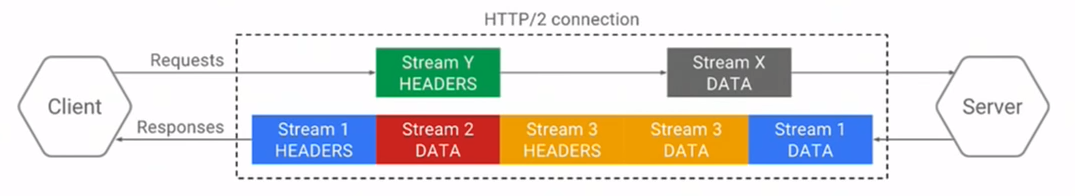 HTTP/2 connection
Client
Requests
Stream Y
HEADERS
Stream X
DATA
Server
Responses
Stream 1
HEADERS
Stream 2
DATA
Stream 3
HEADERS
Stream 3
DATA
Stream 1
DATA